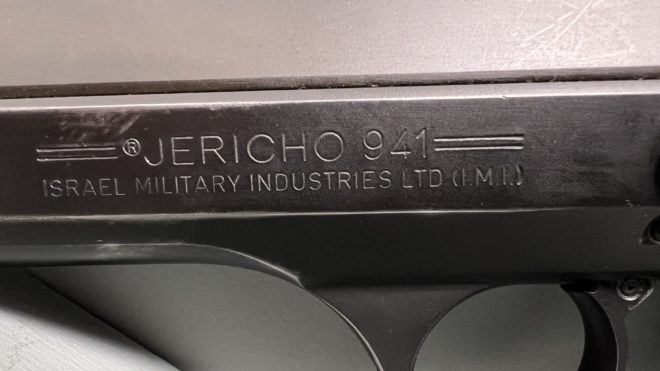 ®JERICHO 941
ISRAEL MILITARY INDUSTRIES LTD (I.M.I.)